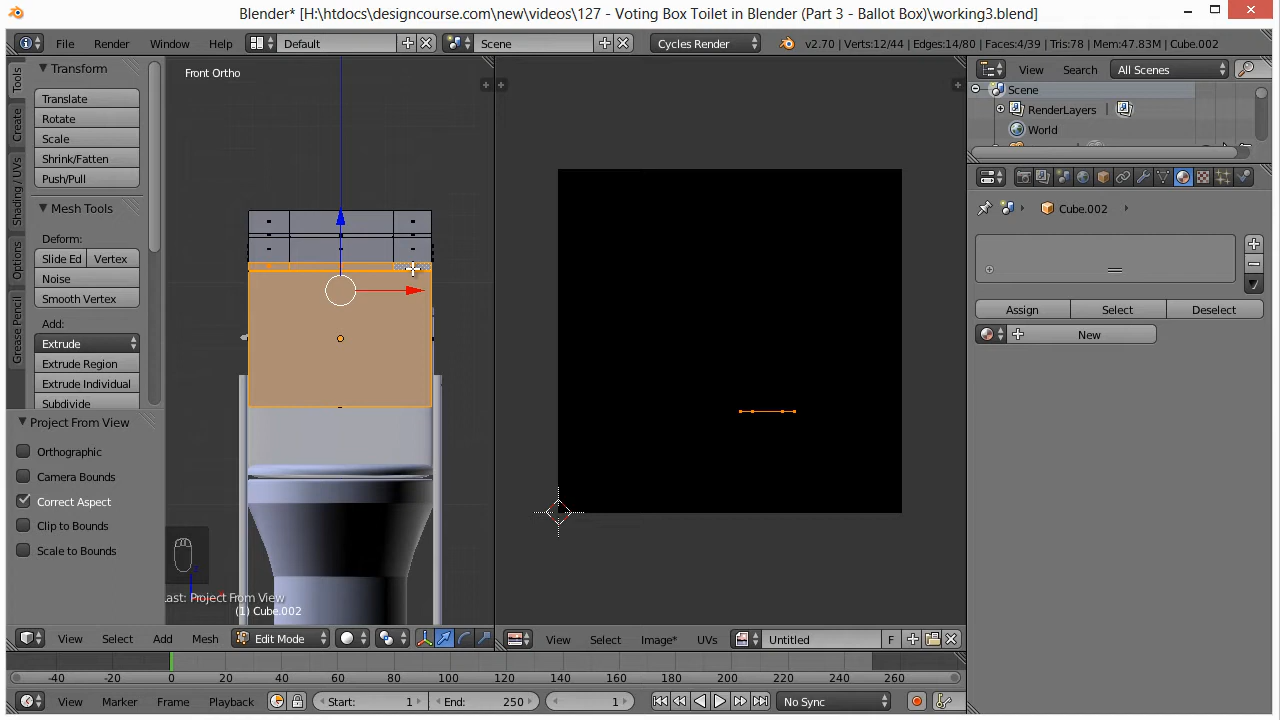 Blender* [H:\htdocs\designcourse.com\new\videos\127 - Voting Box Toilet in Blender (Part 3 - Ballot Box)\working3.blend]
File Render Window Help Default Scene Cycles Render v2.70 | Verts:12/44 | Edges:14/80 | Faces:4/39 | Tris:78 | Mem:47.83M | Cube.002
Tools
Create
Shading / UVs
Options
Grease Pencil
Transform
Translate
Rotate
Scale
Shrink/Fatten
Push/Pull
Mesh Tools
Deform:
Slide Ed Vertex
Noise
Smooth Vertex
Add:
Extrude
Extrude Region
Extrude Individual
Subdivide
Project From View
Orthographic
Camera Bounds
Correct Aspect
Clip to Bounds
Scale to Bounds
Front Ortho
Last: Project From View
(1) Cube.002
View Select Add Mesh Edit Mode
View Select Image* UVs Untitled F
View Search All Scenes
Scene
RenderLayers |
World
Cube.002
Assign Select Deselect
New
-40 -20 0 20 40 60 80 100 120 140 160 180 200 220 240 260
View Marker Frame Playback Start: 1 End: 250 1 No Sync